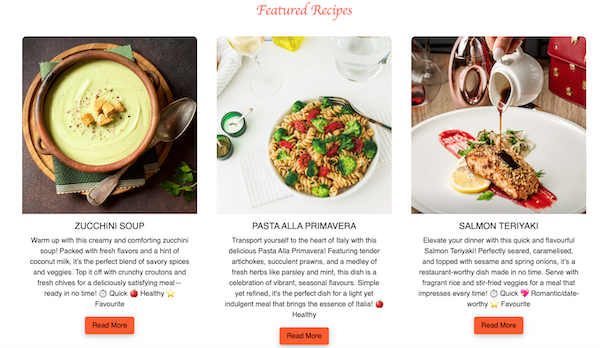 Featured Recipes
ZUCCHINI SOUP
Warm up with this creamy and comforting zucchini
soup! Packed with fresh flavors and a hint of
coconut milk, it's the perfect blend of savory spices
and veggies. Top it off with crunchy croutons and
fresh chives for a deliciously satisfying meal—
ready in no time! ⏱️ Quick 🍎 Healthy ⭐
Favourite
Read More
PASTA ALLA PRIMAVERA
Transport yourself to the heart of Italy with this
delicious Pasta Alla Primavera! Featuring tender
artichokes, succulent prawns, and a medley of
fresh herbs like parsley and mint, this dish is a
celebration of vibrant, seasonal flavours. Simple
yet refined, it's the perfect dish for a light yet
indulgent meal that brings the essence of Italia! 🍎
Healthy
Read More
SALMON TERIYAKI
Elevate your dinner with this quick and flavourful
Salmon Teriyaki! Perfectly seared, caramelised,
and topped with sesame and spring onions, it's a
restaurant-worthy dish made in no time. Serve with
fragrant rice and stir-fried veggies for a meal that
impresses every time! ⏱️ Quick 💖 Romantic/date-
worthy ⭐ Favourite
Read More